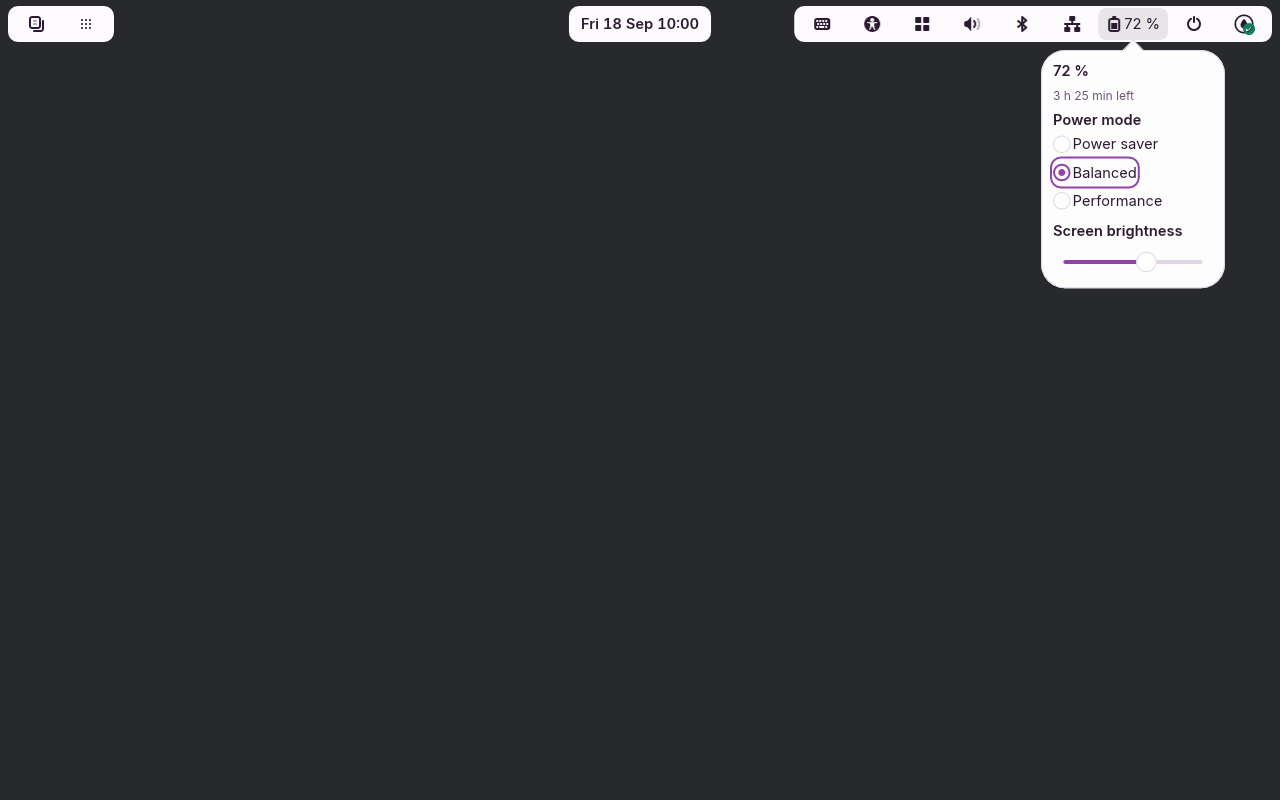 Fri 18 Sep 10:00
72 %
72 %
3 h 25 min left
Power mode
Power saver
Balanced
Performance
Screen brightness